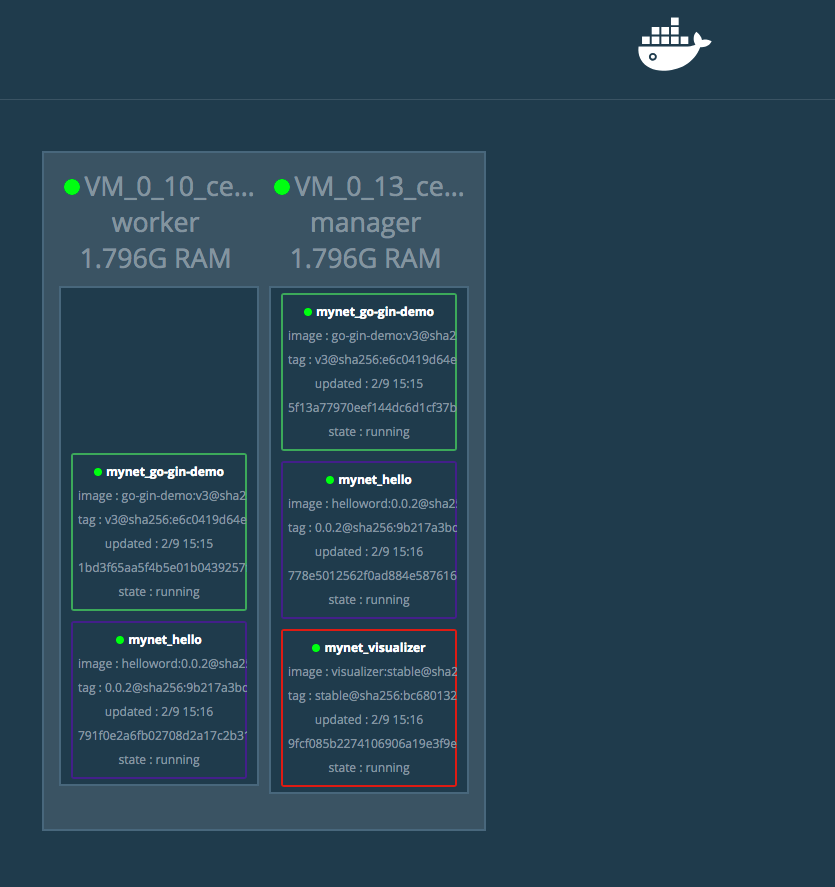 VM_0_10_ce...
worker
1.796G RAM
mynet_go-gin-demo
image : go-gin-demo:v3@sha2
tag : v3@sha256:e6c0419d64e
updated : 2/9 15:15
1bd3f65aa5f4b5e01b0439257
state : running
mynet_hello
image : helloword:0.0.2@sha25
tag : 0.0.2@sha256:9b217a3bc
updated : 2/9 15:16
791f0e2a6fb02708d2a17c2b31
state : running
VM_0_13_ce...
manager
1.796G RAM
mynet_go-gin-demo
image : go-gin-demo:v3@sha2
tag : v3@sha256:e6c0419d64e
updated : 2/9 15:15
5f13a77970eef144dc6d1cf37b
state : running
mynet_hello
image : helloword:0.0.2@sha25
tag : 0.0.2@sha256:9b217a3bc
updated : 2/9 15:16
778e5012562f0ad884e587616
state : running
mynet_visualizer
image : visualizer:stable@sha2
tag : stable@sha256:bc680132
updated : 2/9 15:16
9fcf085b2274106906a19e3f9e
state : running